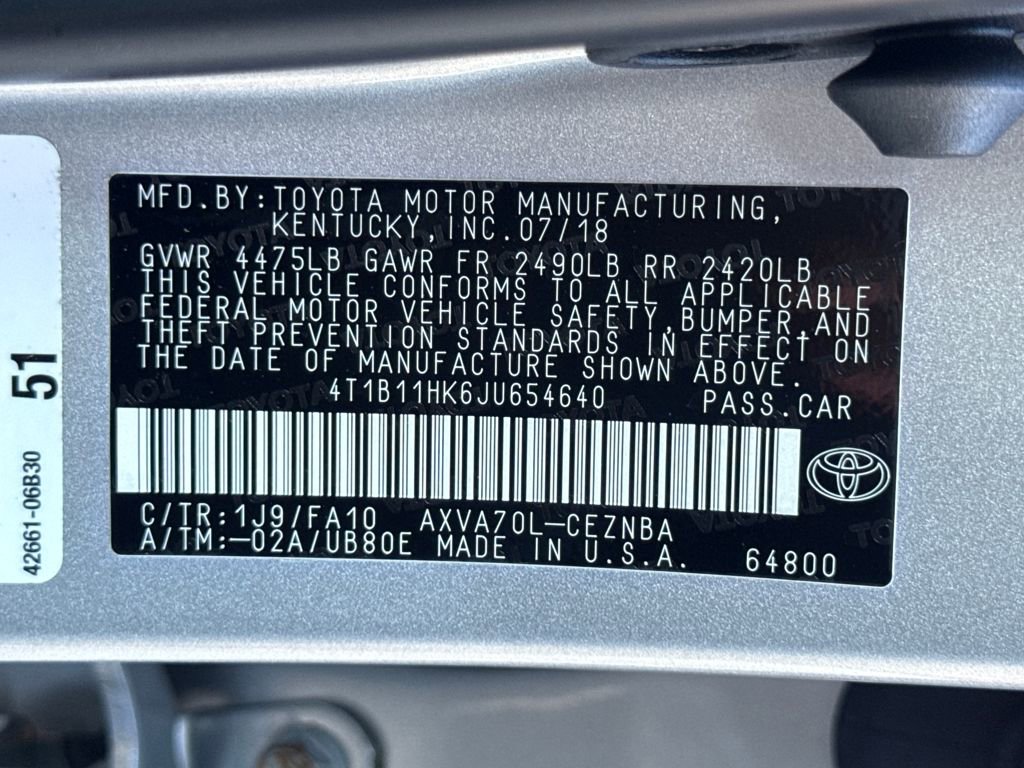 MFD.BY:TOYOTA MOTOR MANUFACTURING,
KENTUCKY,INC.07/18
GVWR 4475LB GAWR FR 2490LB RR 2420LB
THIS VEHICLE CONFORMS TO ALL APPLICABLE
FEDERAL MOTOR VEHICLE SAFETY,BUMPER,AND
THEFT PREVENTION STANDARDS IN EFFECT ON
THE DATE OF MANUFACTURE SHOWN ABOVE.
4T1B11HK6JU654640 PASS.CAR
C/TR:1J9/FA10 AXVA70L-CEZNBA
A/TM:-02A/UB80E MADE IN U.S.A. 64800
51
42661-06B30